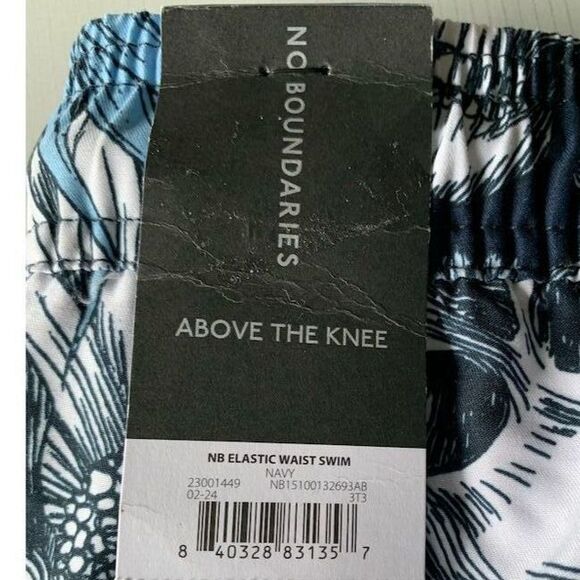 NO BOUNDARIES
ABOVE THE KNEE
NB ELASTIC WAIST SWIM
NAVY
23001449 NB15100132693AB
02-24 3T3
8 40328 83135 7